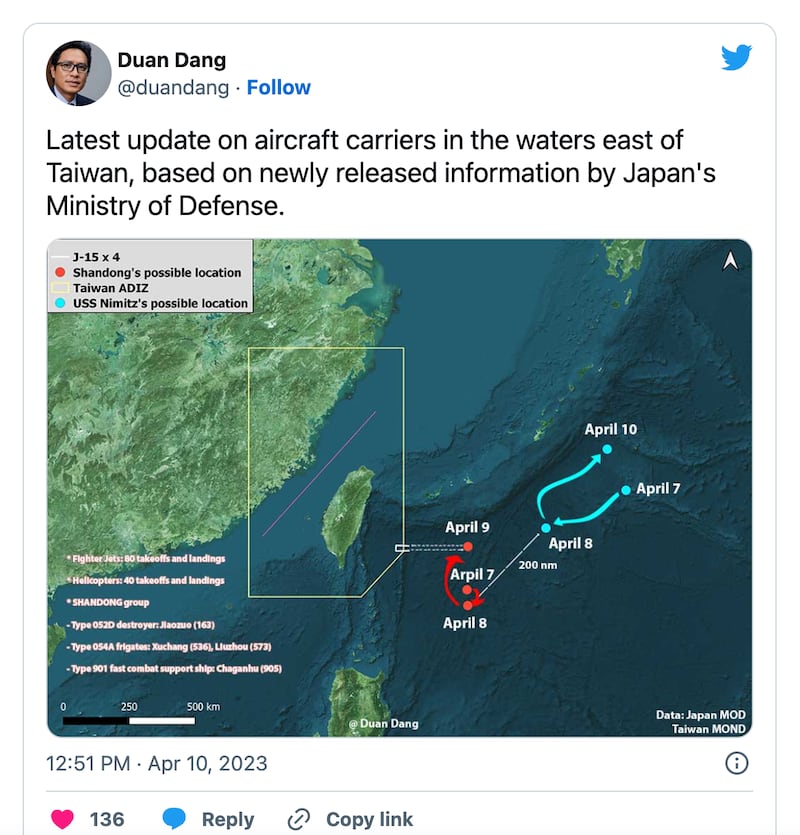 Duan Dang
@duandang · Follow
Latest update on aircraft carriers in the waters east of
Taiwan, based on newly released information by Japan's
Ministry of Defense.
J-15 x 4
Shandong's possible location
Taiwan ADIZ
USS Nimitz's possible location
April 10
April 7
April 9
April 8
200 nm
Arpil 7
April 8
* Fighter Jets: 80 takeoffs and landings
* Helicopters: 40 takeoffs and landings
* SHANDONG group
- Type 052D destroyer: Jiaozuo (163)
- Type 054A frigates: Xuchang (536), Liuzhou (573)
- Type 901 fast combat support ship: Chaganhu (905)
0 250 500 km
@ Duan Dang
Data: Japan MOD
Taiwan MOND
12:51 PM · Apr 10, 2023
136 Reply Copy link